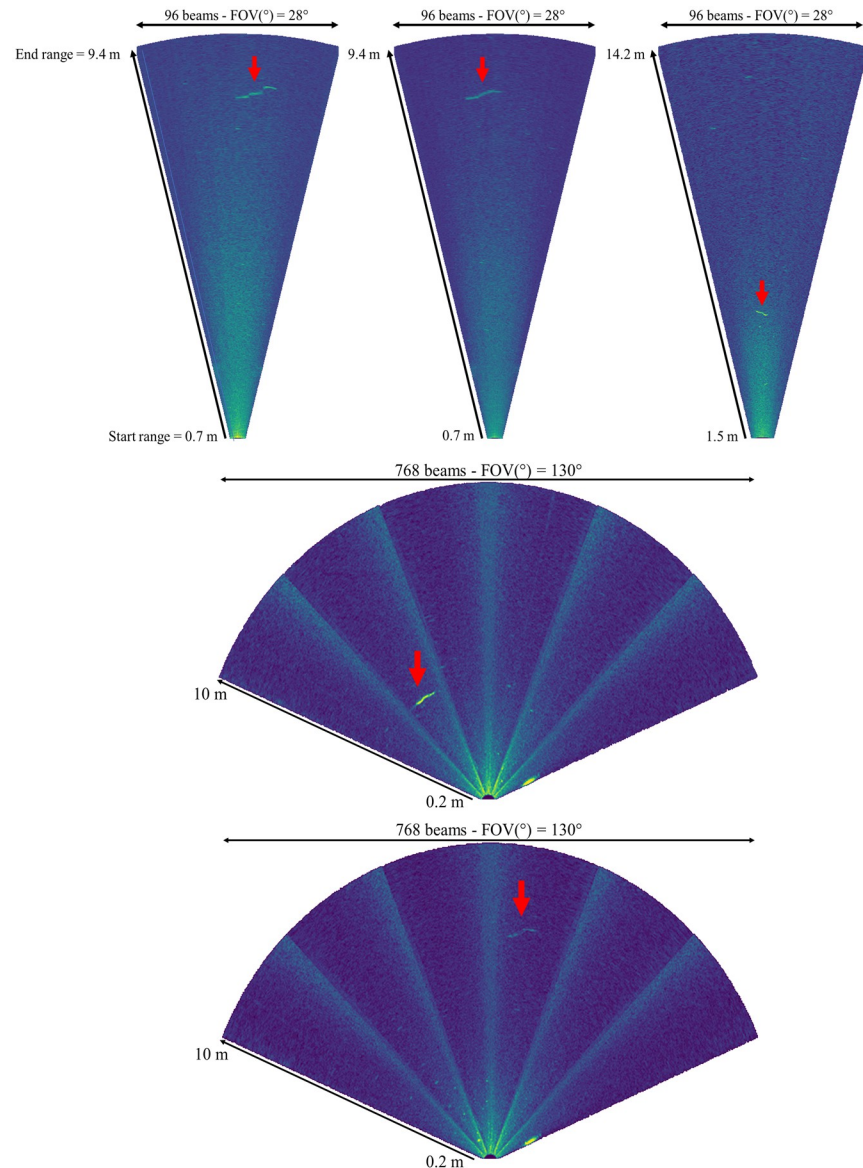 96 beams - FOV(°) = 28°
96 beams - FOV(°) = 28°
96 beams - FOV(°) = 28°
End range = 9.4 m
9.4 m
14.2 m
Start range = 0.7 m
0.7 m
1.5 m
768 beams - FOV(°) = 130°
10 m
0.2 m
768 beams - FOV(°) = 130°
10 m
0.2 m